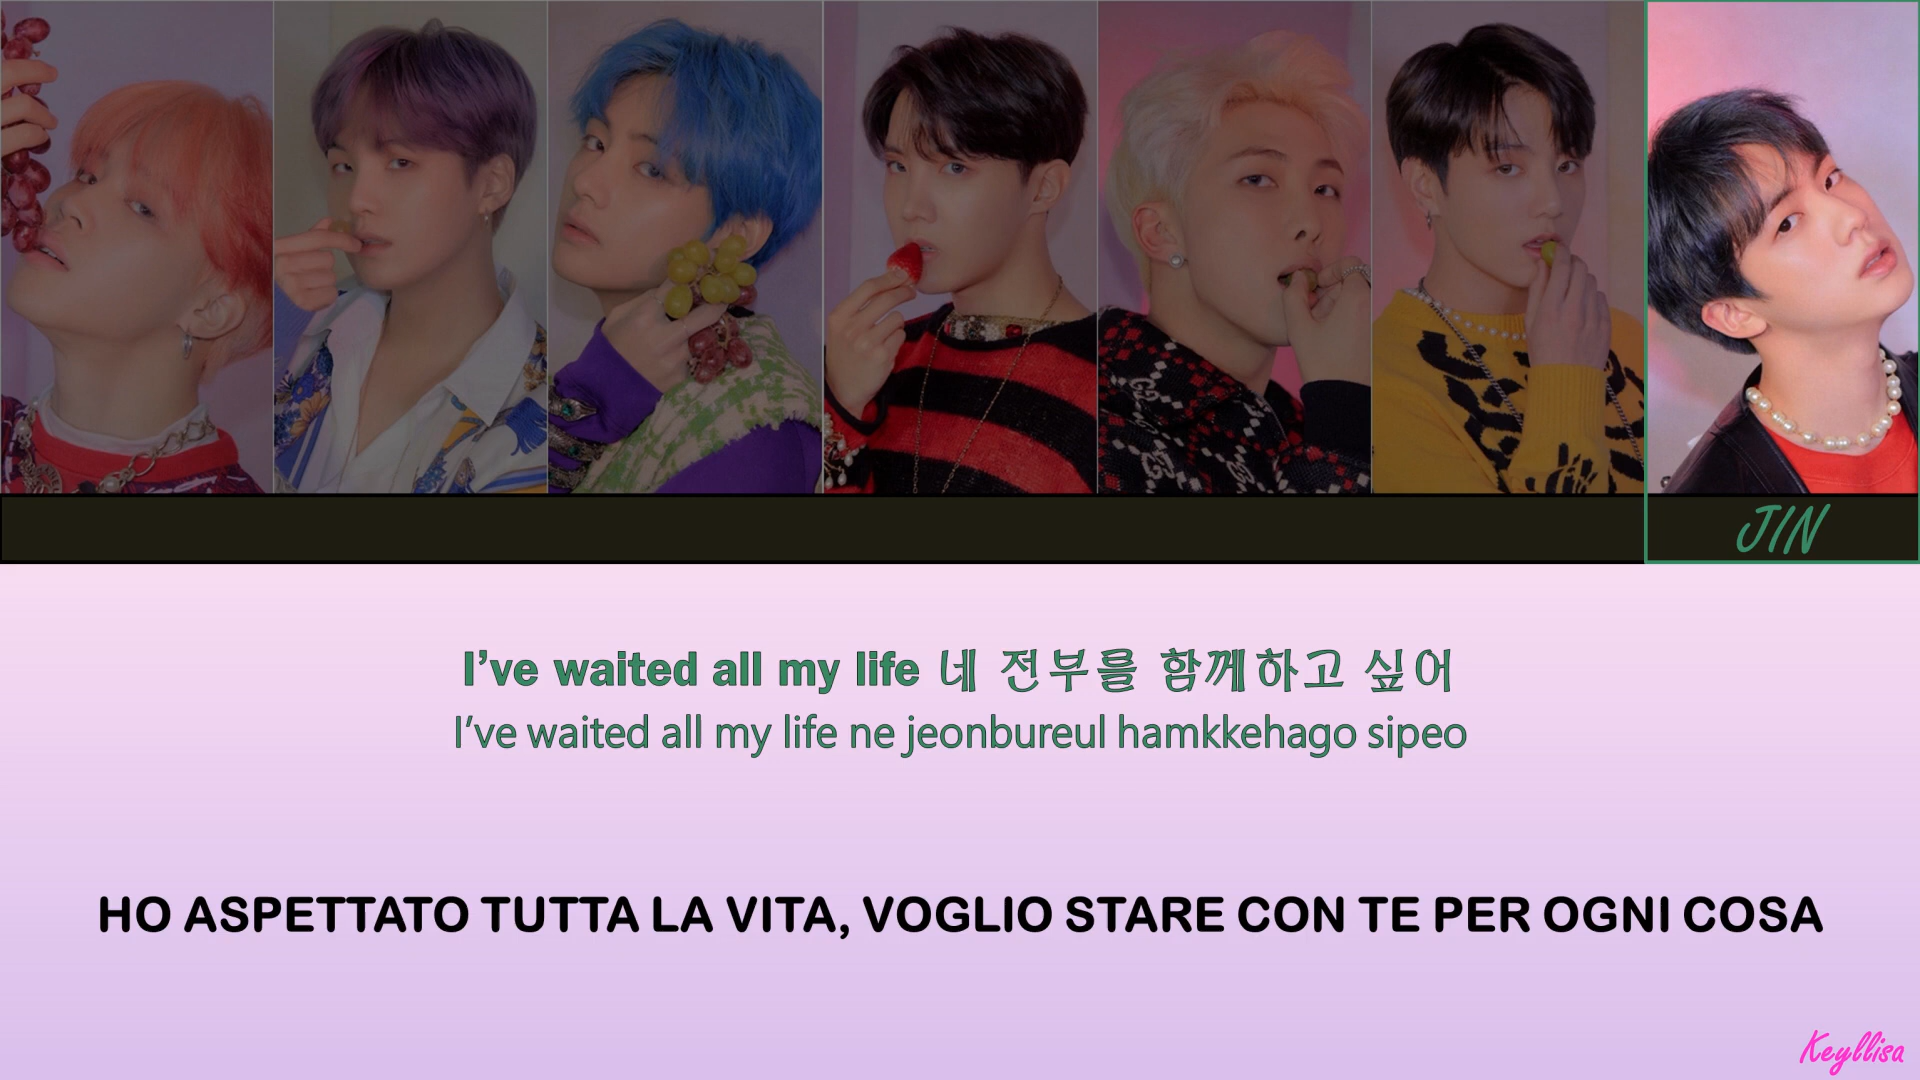 JIN
I’ve waited all my life 네 전부를 함께하고 싶어
I’ve waited all my life ne jeonbureul hamkkehago sipeo
HO ASPETTATO TUTTA LA VITA, VOGLIO STARE CON TE PER OGNI COSA
Keyllisa